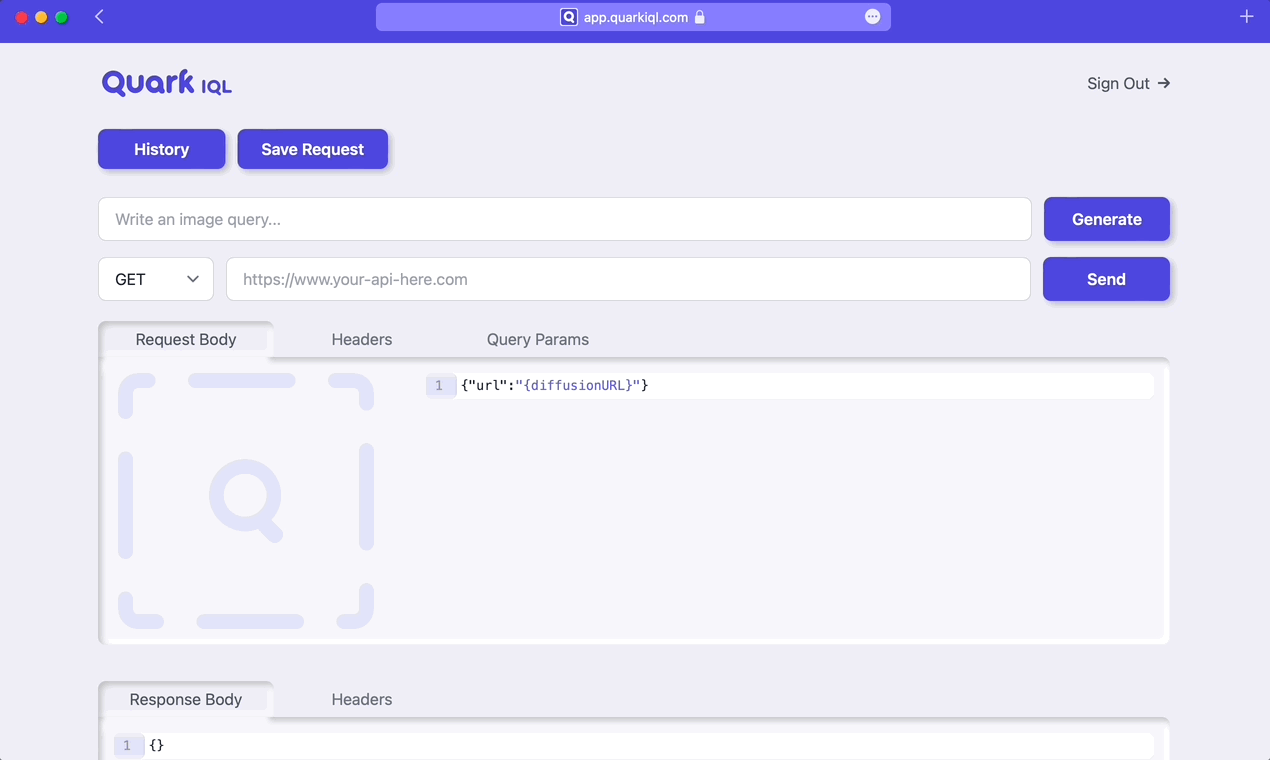 app.quarkiql.com
Quark IQL
Sign Out
History
Save Request
Write an image query...
Generate
GET
https://www.your-api-here.com
Send
Request Body
Headers
Query Params
1
{"url":"{diffusionURL}"}
Response Body
Headers
1
{}